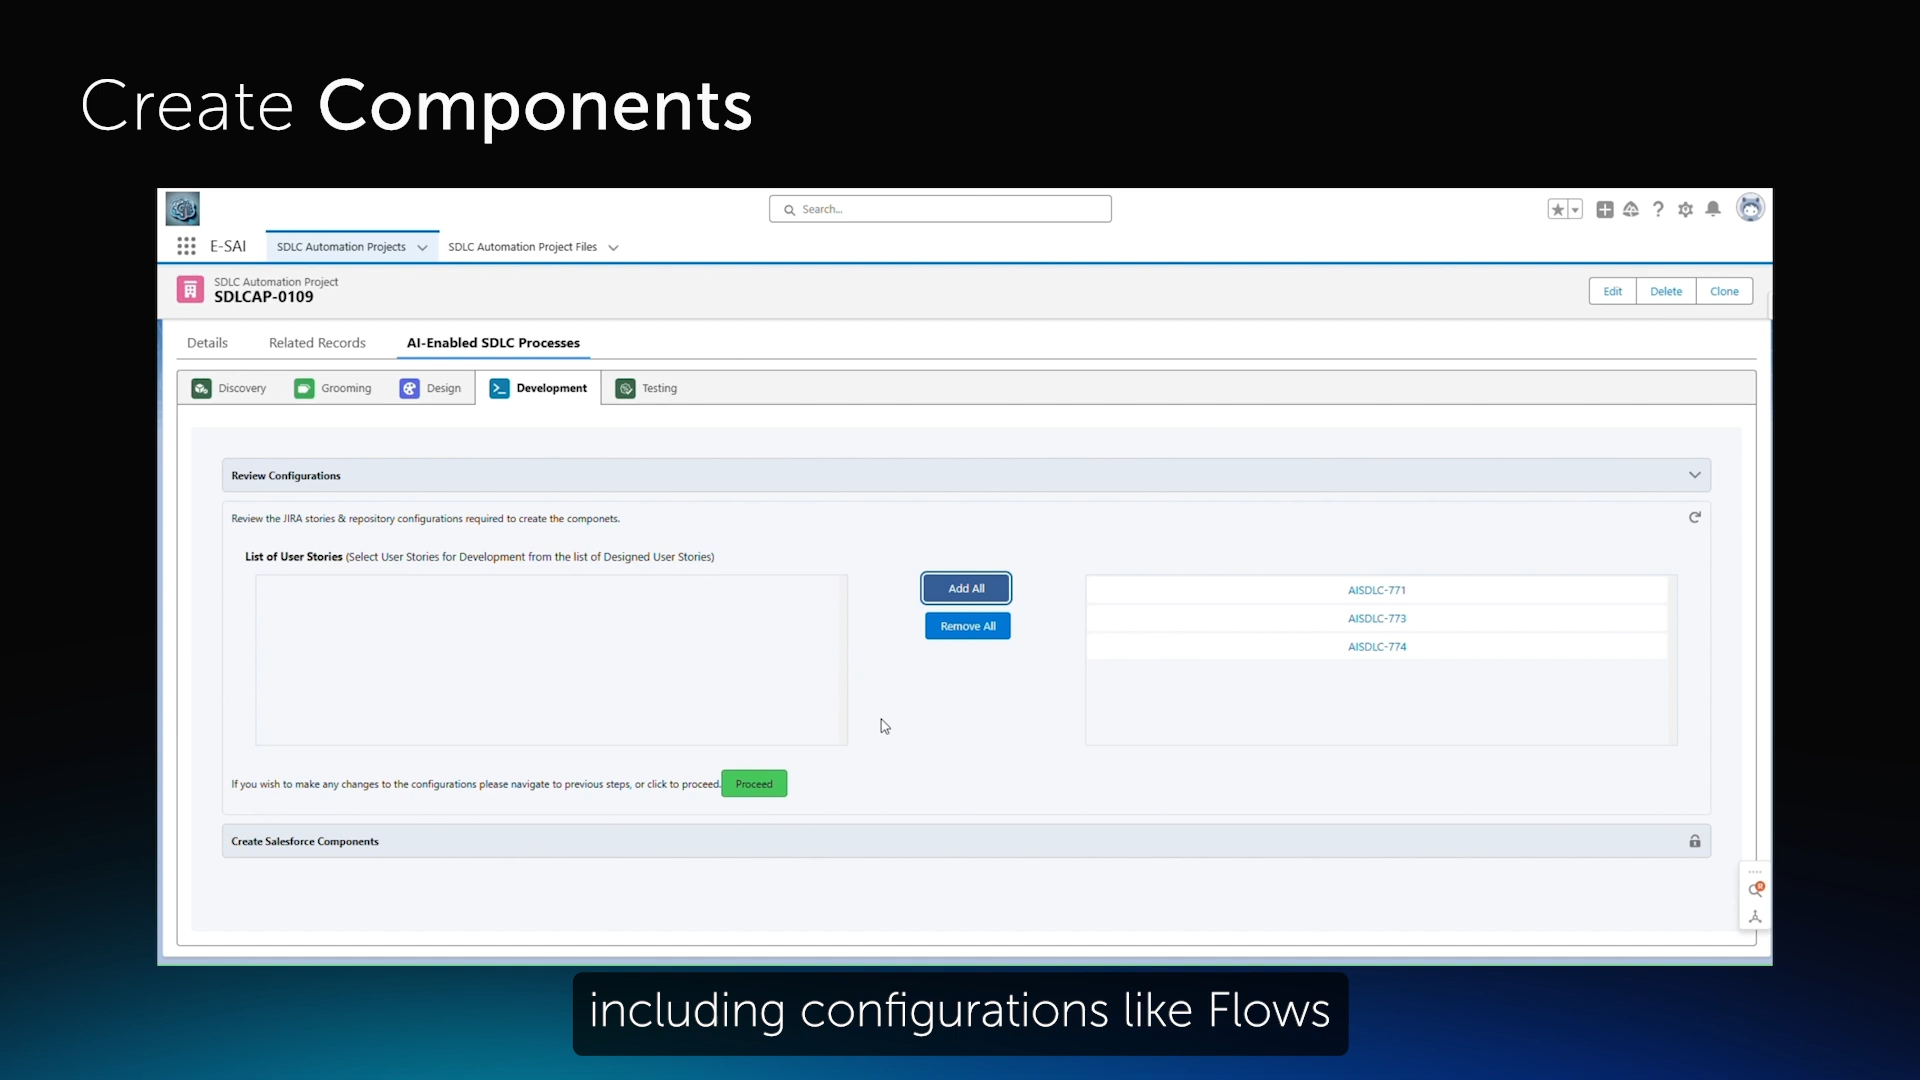 Create Components
Search...
E-SAI
SDLC Automation Projects
SDLC Automation Project Files
SDLC Automation Project
SDLCAP-0109
Edit
Delete
Clone
Details
Related Records
AI-Enabled SDLC Processes
Discovery
Grooming
Design
Development
Testing
Review Configurations
Review the JIRA stories & repository configurations required to create the componets.
List of User Stories (Select User Stories for Development from the list of Designed User Stories)
Add All
Remove All
AISDLC-771
AISDLC-773
AISDLC-774
If you wish to make any changes to the configurations please navigate to previous steps, or click to proceed.
Proceed
Create Salesforce Components
including configurations like Flows